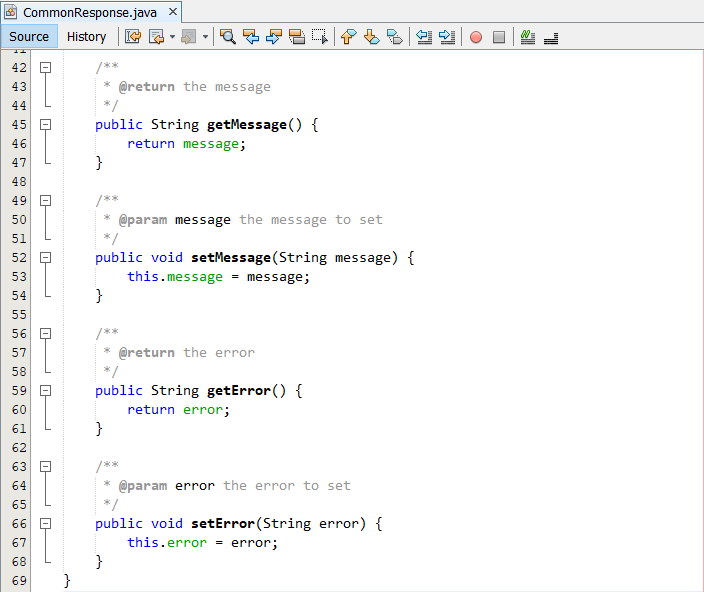 CommonResponse.java
Source History
42 /**
43 * @return the message
44 */
45 public String getMessage() {
46 return message;
47 }
48
49 /**
50 * @param message the message to set
51 */
52 public void setMessage(String message) {
53 this.message = message;
54 }
55
56 /**
57 * @return the error
58 */
59 public String getError() {
60 return error;
61 }
62
63 /**
64 * @param error the error to set
65 */
66 public void setError(String error) {
67 this.error = error;
68 }
69 }